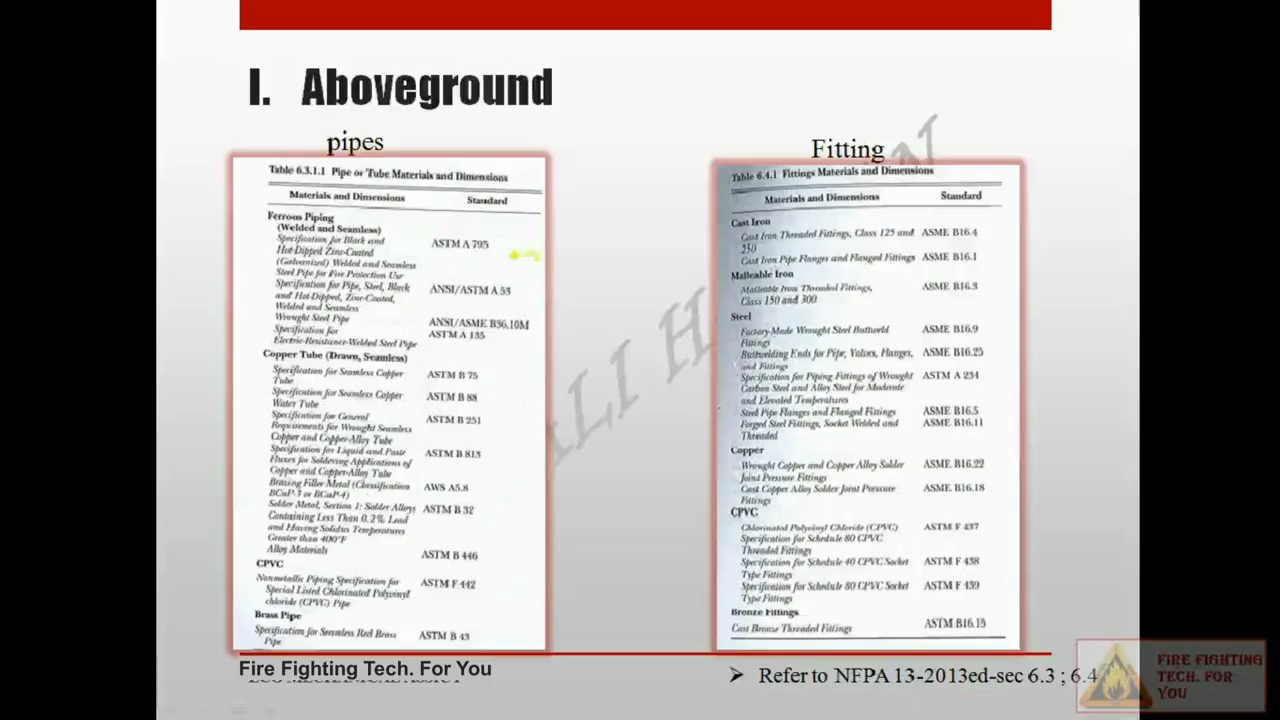 I. Aboveground
pipes
Table 6.3.1.1 Pipe or Tube Materials and Dimensions
Materials and Dimensions Standard
Ferrous Piping
(Welded and Seamless)
Specification for Black and ASTM A 795
Hot-Dipped Zinc-Coated
(Galvanized) Welded and Seamless
Steel Pipe for Fire Protection Use
Specification for Pipe, Steel, Black ANSI/ASTM A 53
and Hot-Dipped, Zinc-Coated,
Welded and Seamless
Wrought Steel Pipe ANSI/ASME B36.10M
Specification for ASTM A 135
Electric-Resistance-Welded Steel Pipe
Copper Tube (Drawn, Seamless)
Specification for Seamless Copper ASTM B 75
Tube
Specification for Seamless Copper ASTM B 88
Water Tube
Specification for General ASTM B 251
Requirements for Wrought Seamless
Copper and Copper-Alloy Tube
Specification for Liquid and Paste ASTM B 813
Fluxes for Soldering Applications of
Copper and Copper-Alloy Tube
Brazing Filler Metal (Classification AWS A5.8
BCuP-3 or BCuP-4)
Solder Metal, Section 1: Solder Alloys ASTM B 32
Containing Less Than 0.2% Lead
and Having Solidus Temperatures
Greater than 400°F
Alloy Materials ASTM B 446
CPVC
Nonmetallic Piping Specification for ASTM F 442
Special Listed Chlorinated Polyvinyl
chloride (CPVC) Pipe
Brass Pipe
Specification for Seamless Red Brass ASTM B 43
Pipe
Fitting
Table 6.4.1 Fittings Materials and Dimensions
Materials and Dimensions Standard
Cast Iron
Cast Iron Threaded Fittings, Class 125 and ASME B16.4
250
Cast Iron Pipe Flanges and Flanged Fittings ASME B16.1
Malleable Iron
Malleable Iron Threaded Fittings, ASME B16.3
Class 150 and 300
Steel
Factory-Made Wrought Steel Buttweld ASME B16.9
Fittings
Buttwelding Ends for Pipe, Valves, Flanges, ASME B16.25
and Fittings
Specification for Piping Fittings of Wrought ASTM A 234
Carbon Steel and Alloy Steel for Moderate
and Elevated Temperatures
Steel Pipe Flanges and Flanged Fittings ASME B16.5
Forged Steel Fittings, Socket Welded and ASME B16.11
Threaded
Copper
Wrought Copper and Copper Alloy Solder ASME B16.22
Joint Pressure Fittings
Cast Copper Alloy Solder Joint Pressure ASME B16.18
Fittings
CPVC
Chlorinated Polyvinyl Chloride (CPVC) ASTM F 437
Specification for Schedule 80 CPVC
Threaded Fittings
Specification for Schedule 40 CPVC Socket ASTM F 438
Type Fittings
Specification for Schedule 80 CPVC Socket ASTM F 439
Type Fittings
Bronze Fittings
Cast Bronze Threaded Fittings ASTM B16.15
ALI H
Fire Fighting Tech. For You
➢ Refer to NFPA 13-2013ed-sec 6.3 ; 6.4
FIRE FIGHTING
TECH. FOR
YOU